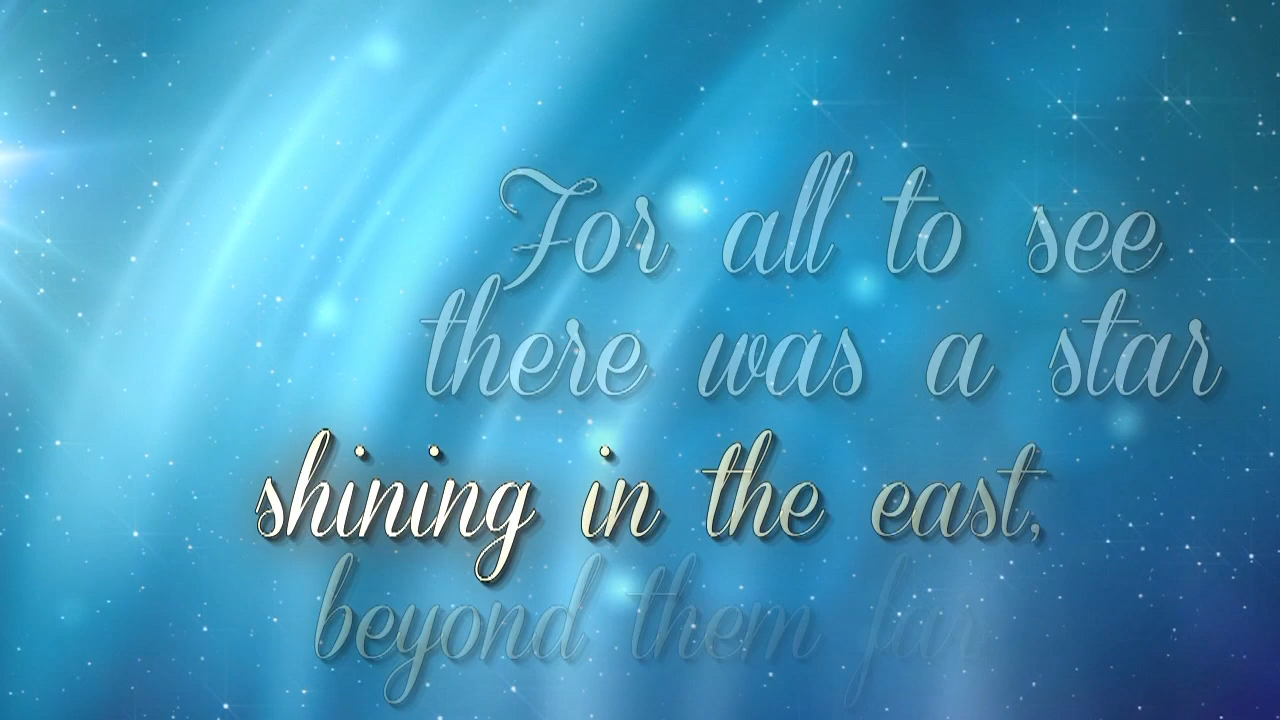 For all to see
there was a star
shining in the east,
beyond them far